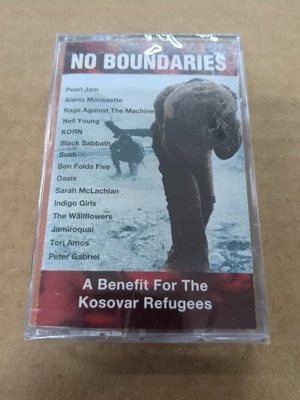 NO BOUNDARIES
Pearl Jam
Alanis Morissette
Rage Against The Machine
Neil Young
KORN
Black Sabbath
Bush
Ben Folds Five
Oasis
Sarah McLachlan
Indigo Girls
The Wallflowers
Jamiroquai
Tori Amos
Peter Gabriel
A Benefit For The
Kosovar Refugees